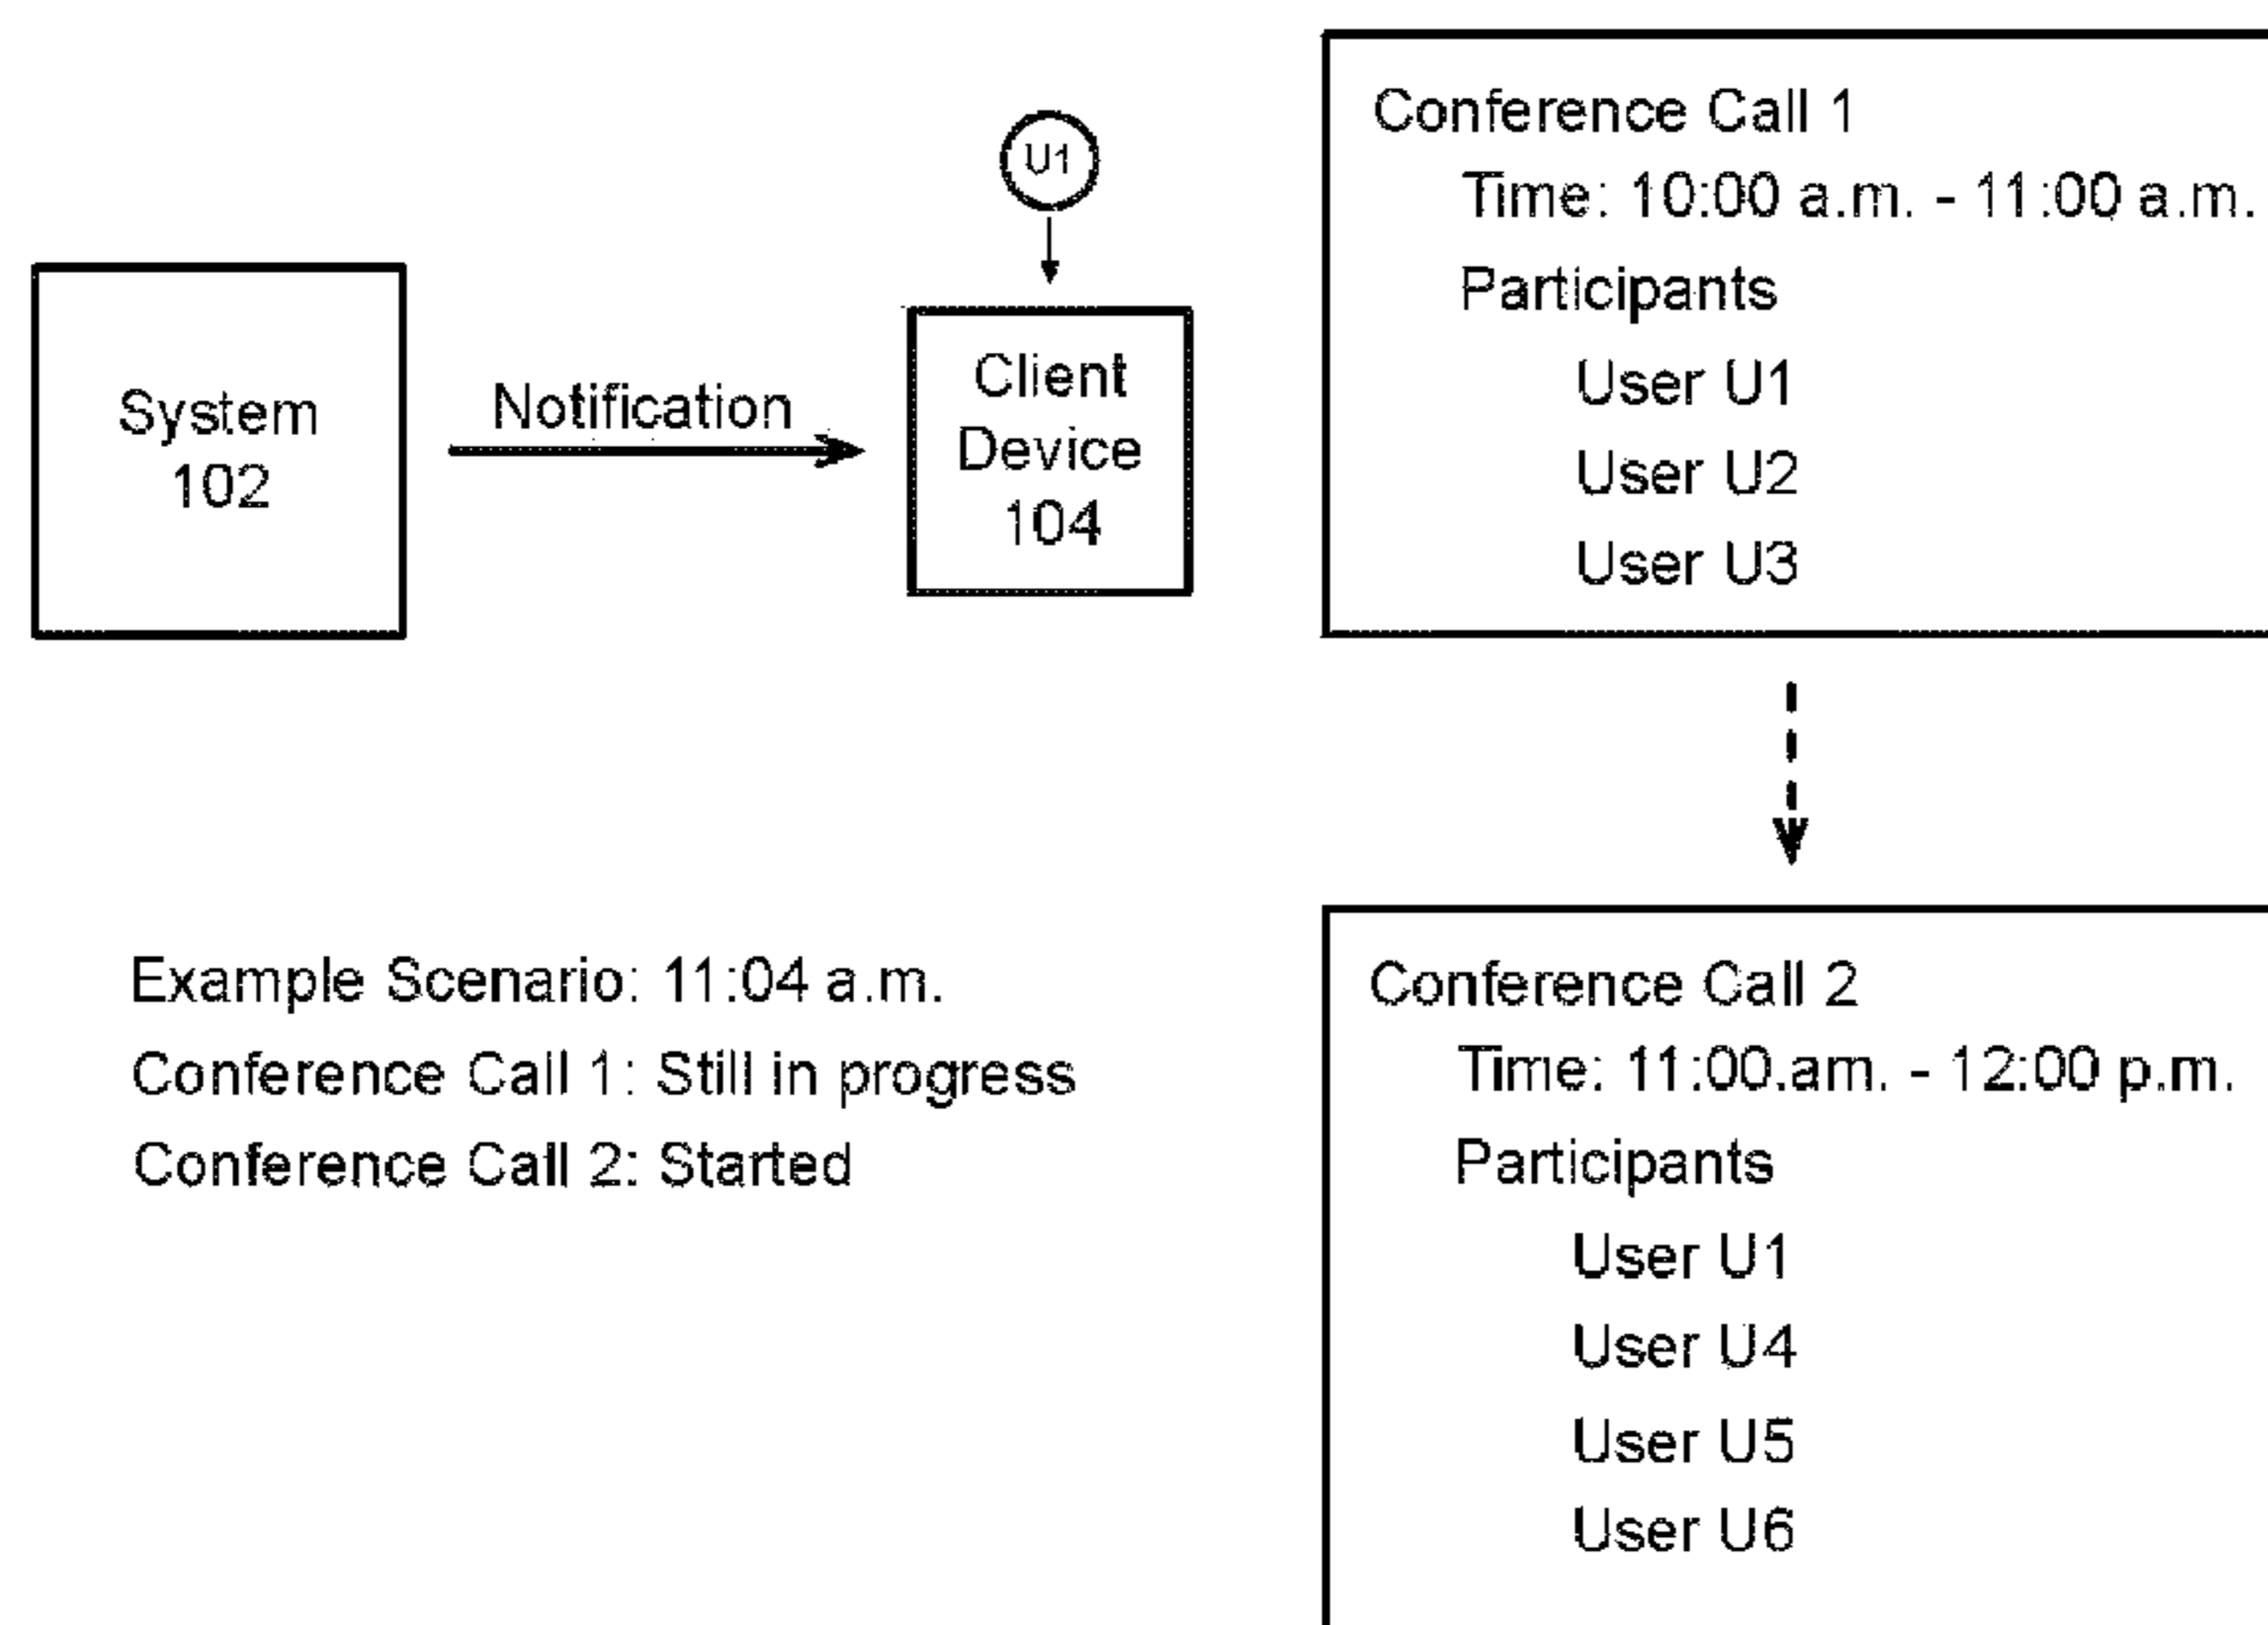 System
102
Notification
U1
Client
Device
104
Conference Call 1
Time: 10:00 a.m. - 11:00 a.m.
Participants
User U1
User U2
User U3
Example Scenario: 11:04 a.m.
Conference Call 1: Still in progress
Conference Call 2: Started
Conference Call 2
Time: 11:00.am. - 12:00 p.m.
Participants
User U1
User U4
User U5
User U6